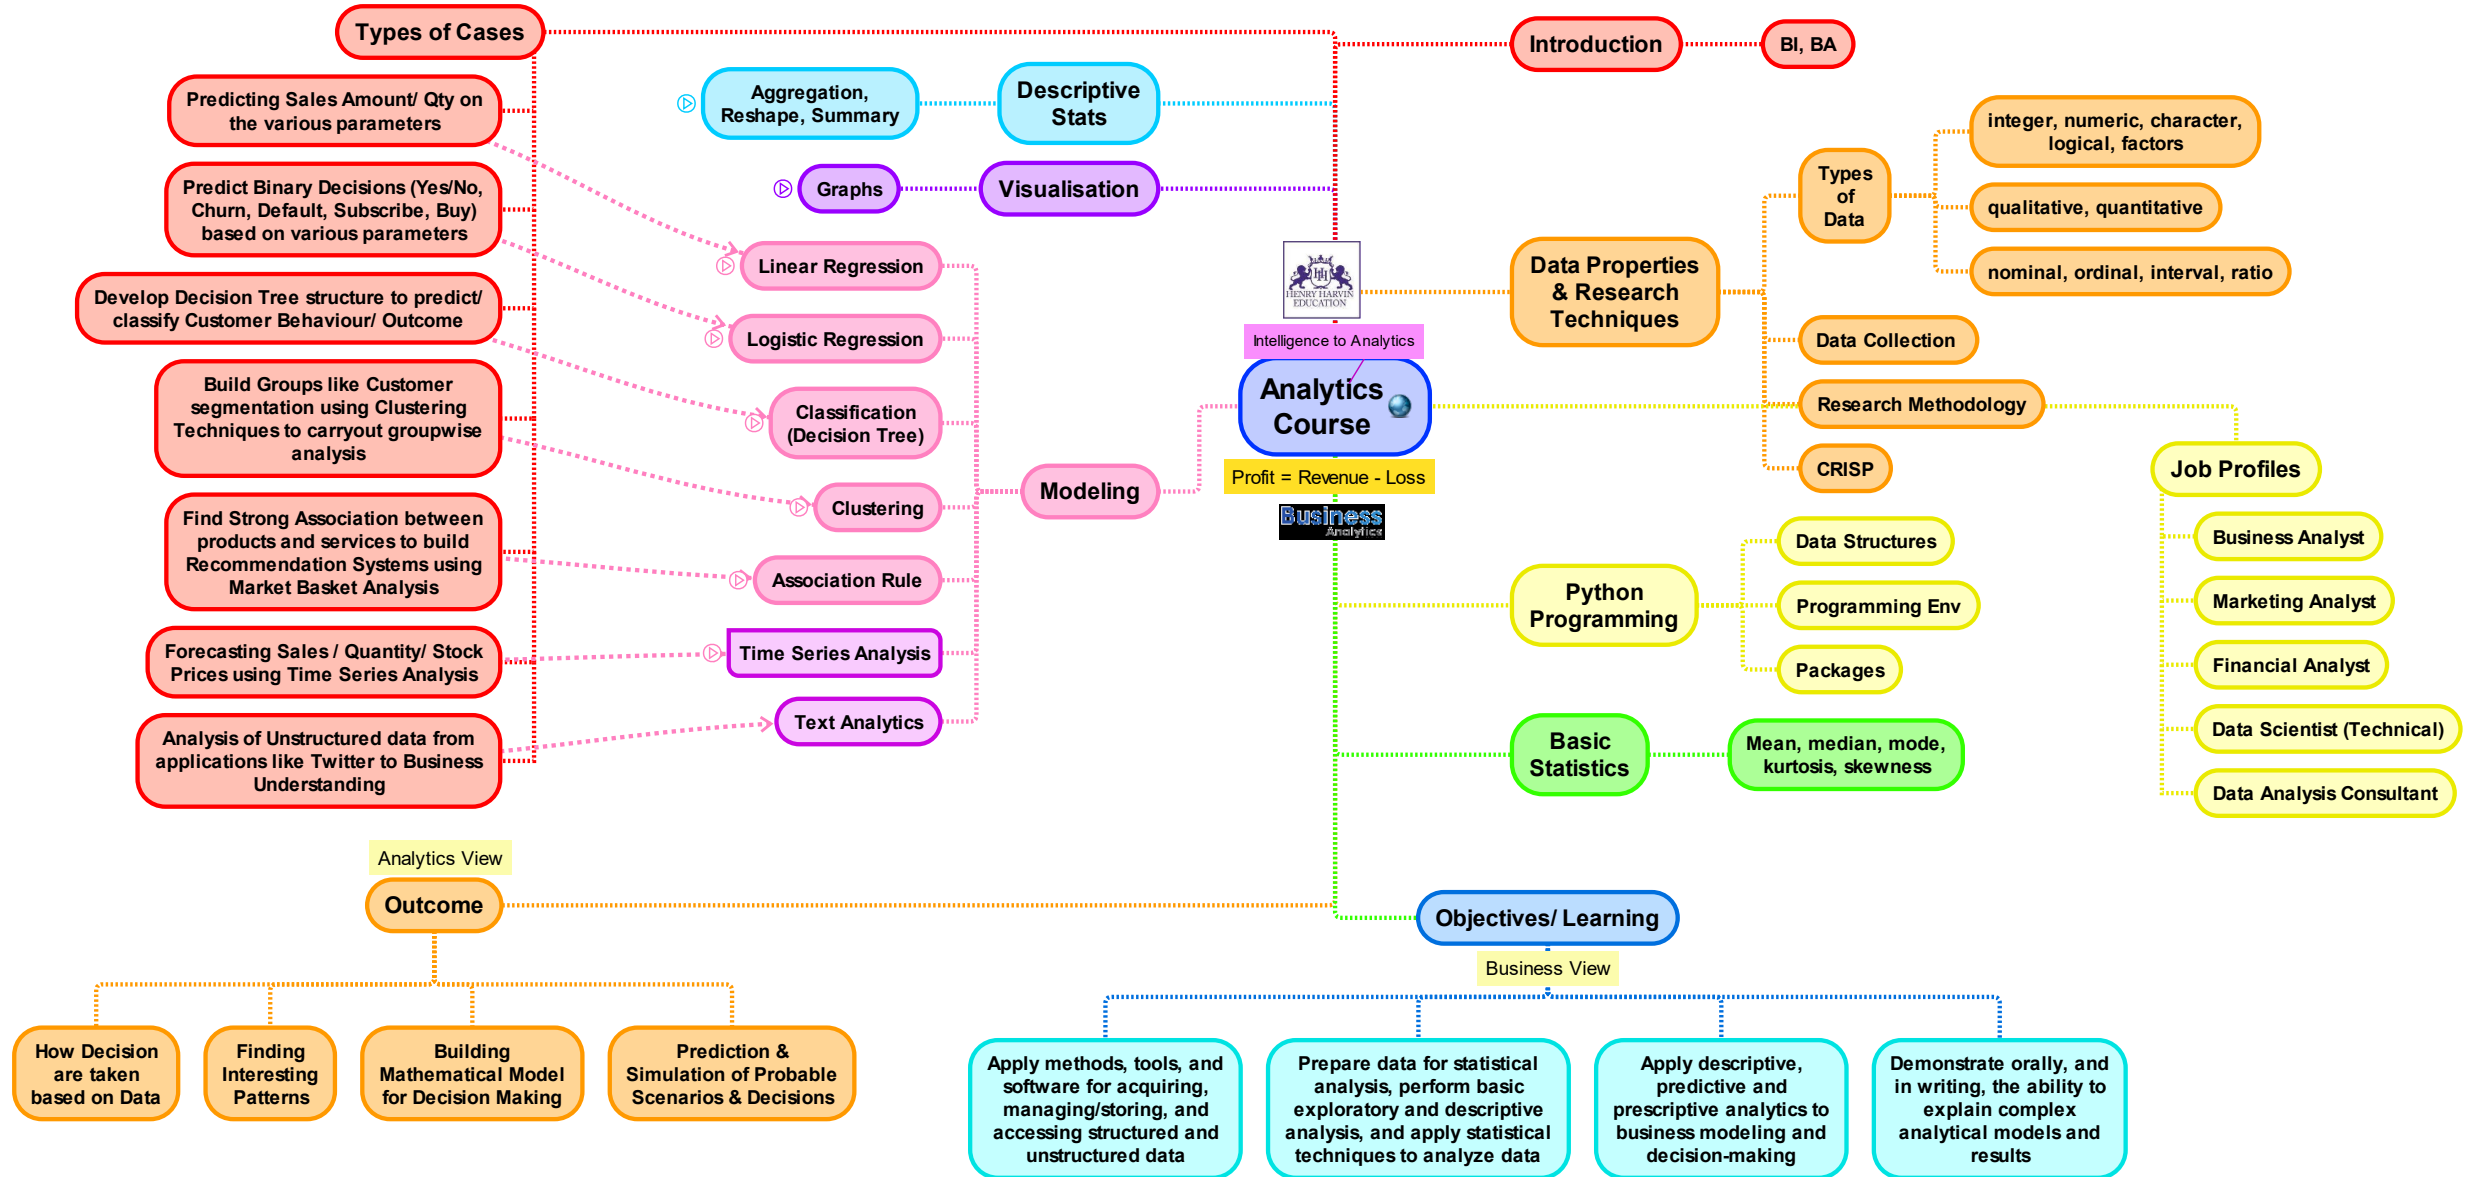 Types of Cases
Predicting Sales Amount/ Qty on
the various parameters
Predict Binary Decisions (Yes/No,
Churn, Default, Subscribe, Buy)
based on various parameters
Develop Decision Tree structure to predict/
classify Customer Behaviour/ Outcome
Build Groups like Customer
segmentation using Clustering
Techniques to carryout groupwise
analysis
Find Strong Association between
products and services to build
Recommendation Systems using
Market Basket Analysis
Forecasting Sales / Quantity/ Stock
Prices using Time Series Analysis
Analysis of Unstructured data from
applications like Twitter to Business
Understanding
Aggregation,
Reshape, Summary
Descriptive
Stats
Graphs
Visualisation
Linear Regression
Logistic Regression
Classification
(Decision Tree)
Clustering
Association Rule
Time Series Analysis
Text Analytics
Modeling
HH
HENRY HARVIN
EDUCATION
Intelligence to Analytics
Analytics
Course
Profit = Revenue - Loss
Business
Analytics
Introduction
BI, BA
Data Properties
& Research
Techniques
Types
of
Data
integer, numeric, character,
logical, factors
qualitative, quantitative
nominal, ordinal, interval, ratio
Data Collection
Research Methodology
CRISP
Job Profiles
Business Analyst
Marketing Analyst
Financial Analyst
Data Scientist (Technical)
Data Analysis Consultant
Python
Programming
Data Structures
Programming Env
Packages
Basic
Statistics
Mean, median, mode,
kurtosis, skewness
Analytics View
Outcome
How Decision
are taken
based on Data
Finding
Interesting
Patterns
Building
Mathematical Model
for Decision Making
Prediction &
Simulation of Probable
Scenarios & Decisions
Objectives/ Learning
Business View
Apply methods, tools, and
software for acquiring,
managing/storing, and
accessing structured and
unstructured data
Prepare data for statistical
analysis, perform basic
exploratory and descriptive
analysis, and apply statistical
techniques to analyze data
Apply descriptive,
predictive and
prescriptive analytics to
business modeling and
decision-making
Demonstrate orally, and
in writing, the ability to
explain complex
analytical models and
results